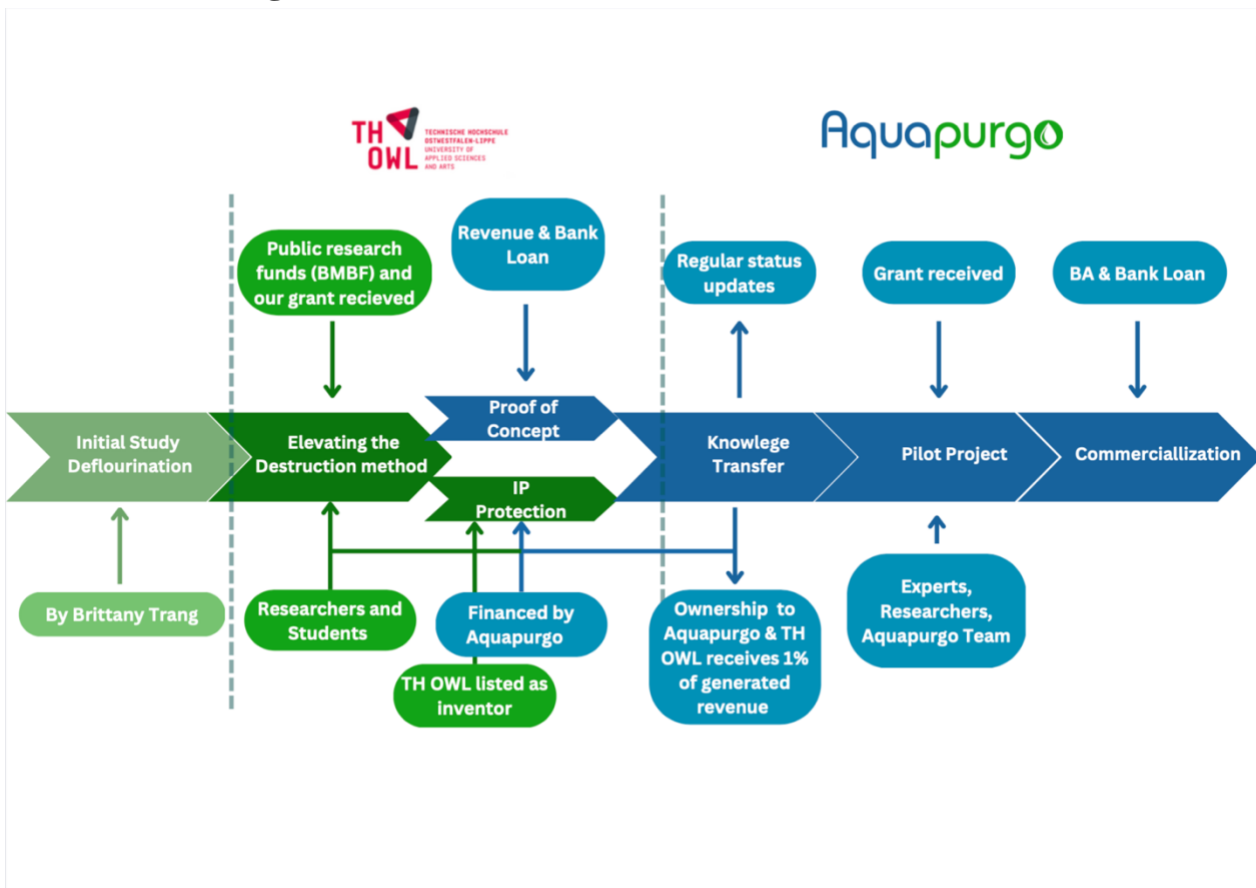 TH
OWL
TECHNISCHE HOCHSCHULE
OSTWESTFALEN-LIPPE
UNIVERSITY OF
APPLIED SCIENCES
AND ARTS
Aquapurgo
Public research
funds (BMBF) and
our grant recieved
Revenue & Bank
Loan
Regular status
updates
Grant received
BA & Bank Loan
Initial Study
Deflourination
Elevating the
Destruction method
Proof of
Concept
IP
Protection
Knowlege
Transfer
Pilot Project
Commerciallization
By Brittany Trang
Researchers and
Students
Financed by
Aquapurgo
TH OWL listed as
inventor
Ownership to
Aquapurgo & TH
OWL receives 1%
of generated
revenue
Experts,
Researchers,
Aquapurgo Team